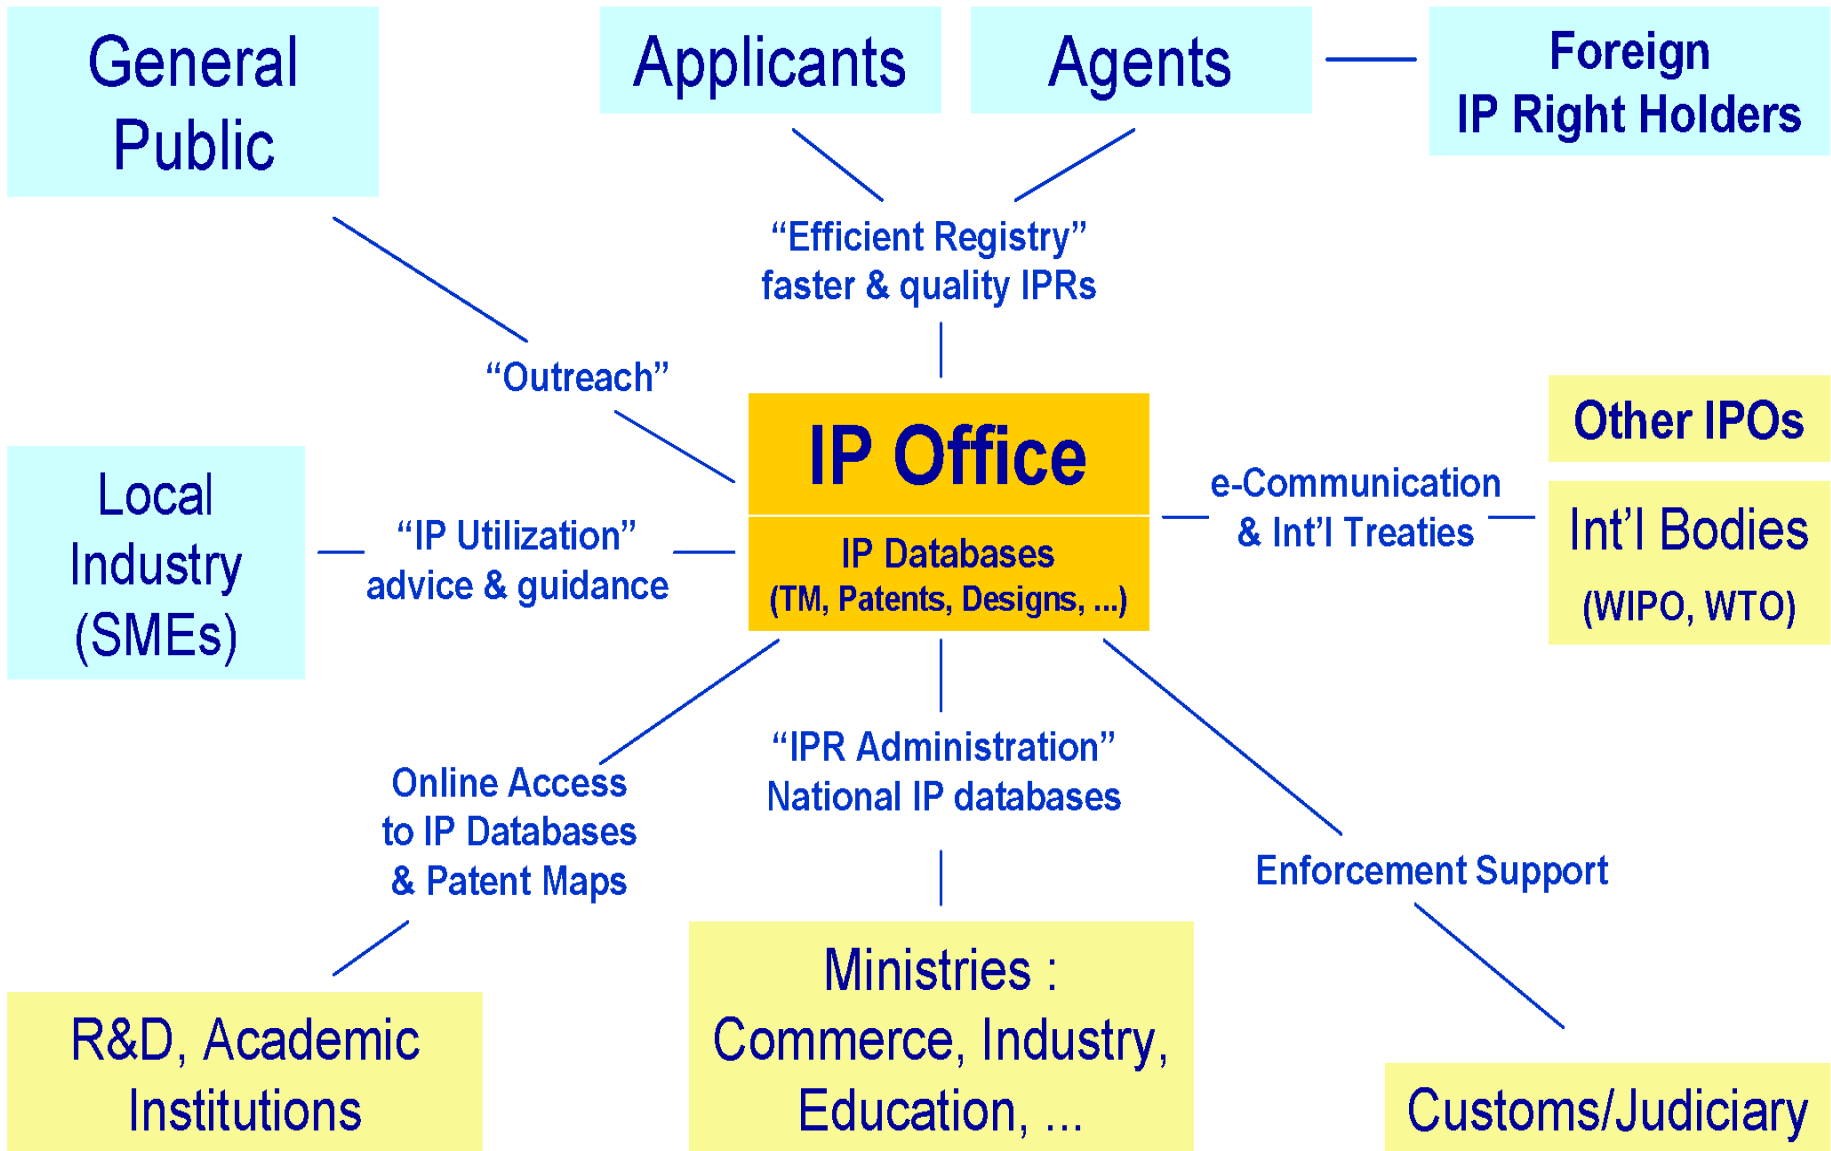 General
Public
Applicants
Agents
Foreign
IP Right Holders
“Efficient Registry”
faster & quality IPRs
“Outreach”
IP Office
IP Databases
(TM, Patents, Designs, ...)
Other IPOs
e-Communication
& Int’l Treaties
Int’l Bodies
(WIPO, WTO)
Local
Industry
(SMEs)
“IP Utilization”
advice & guidance
Online Access
to IP Databases
& Patent Maps
“IPR Administration”
National IP databases
Enforcement Support
R&D, Academic
Institutions
Ministries :
Commerce, Industry,
Education, ...
Customs/Judiciary